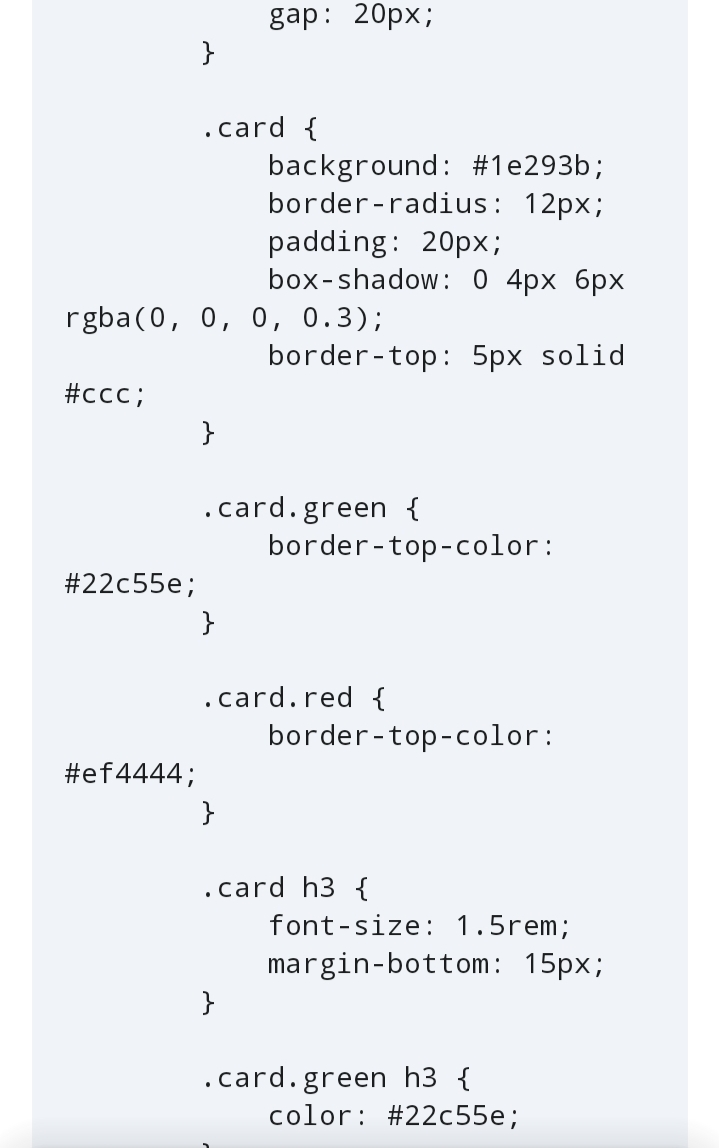 gap: 20px;
}
.card {
background: #1e293b;
border-radius: 12px;
padding: 20px;
box-shadow: 0 4px 6px
rgba(0, 0, 0, 0.3);
border-top: 5px solid
#ccc;
}
.card.green {
border-top-color:
#22c55e;
}
.card.red {
border-top-color:
#ef4444;
}
.card h3 {
font-size: 1.5rem;
margin-bottom: 15px;
}
.card.green h3 {
color: #22c55e;
}